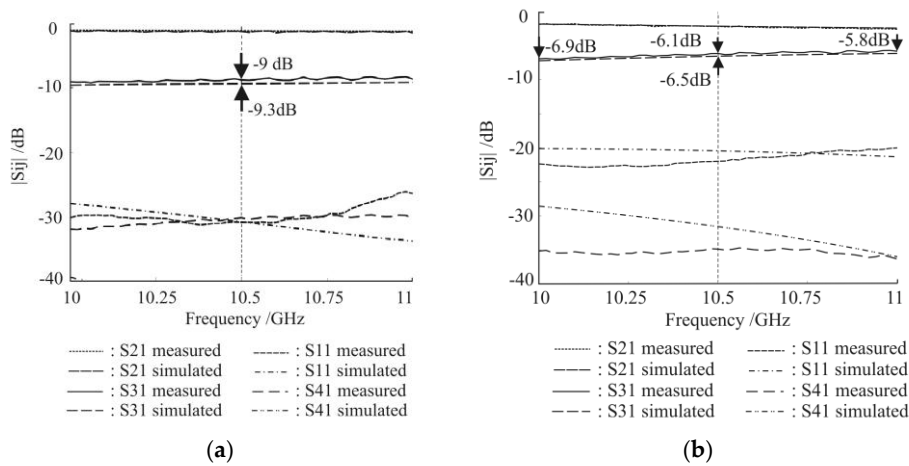 0
-9 dB
-10
-9.3dB
-20
-30
-40
|Sij| /dB
10
10.25
10.5
10.75
11
Frequency /GHz
: S21 measured
: S11 measured
: S21 simulated
: S11 simulated
: S31 measured
: S41 measured
: S31 simulated
: S41 simulated
(a)
0
-6.9dB
-6.1dB
-5.8dB
-10
-6.5dB
-20
-30
-40
|Sij| /dB
10
10.25
10.5
10.75
11
Frequency /GHz
: S21 measured
: S11 measured
: S21 simulated
: S11 simulated
: S31 measured
: S41 measured
: S31 simulated
: S41 simulated
(b)